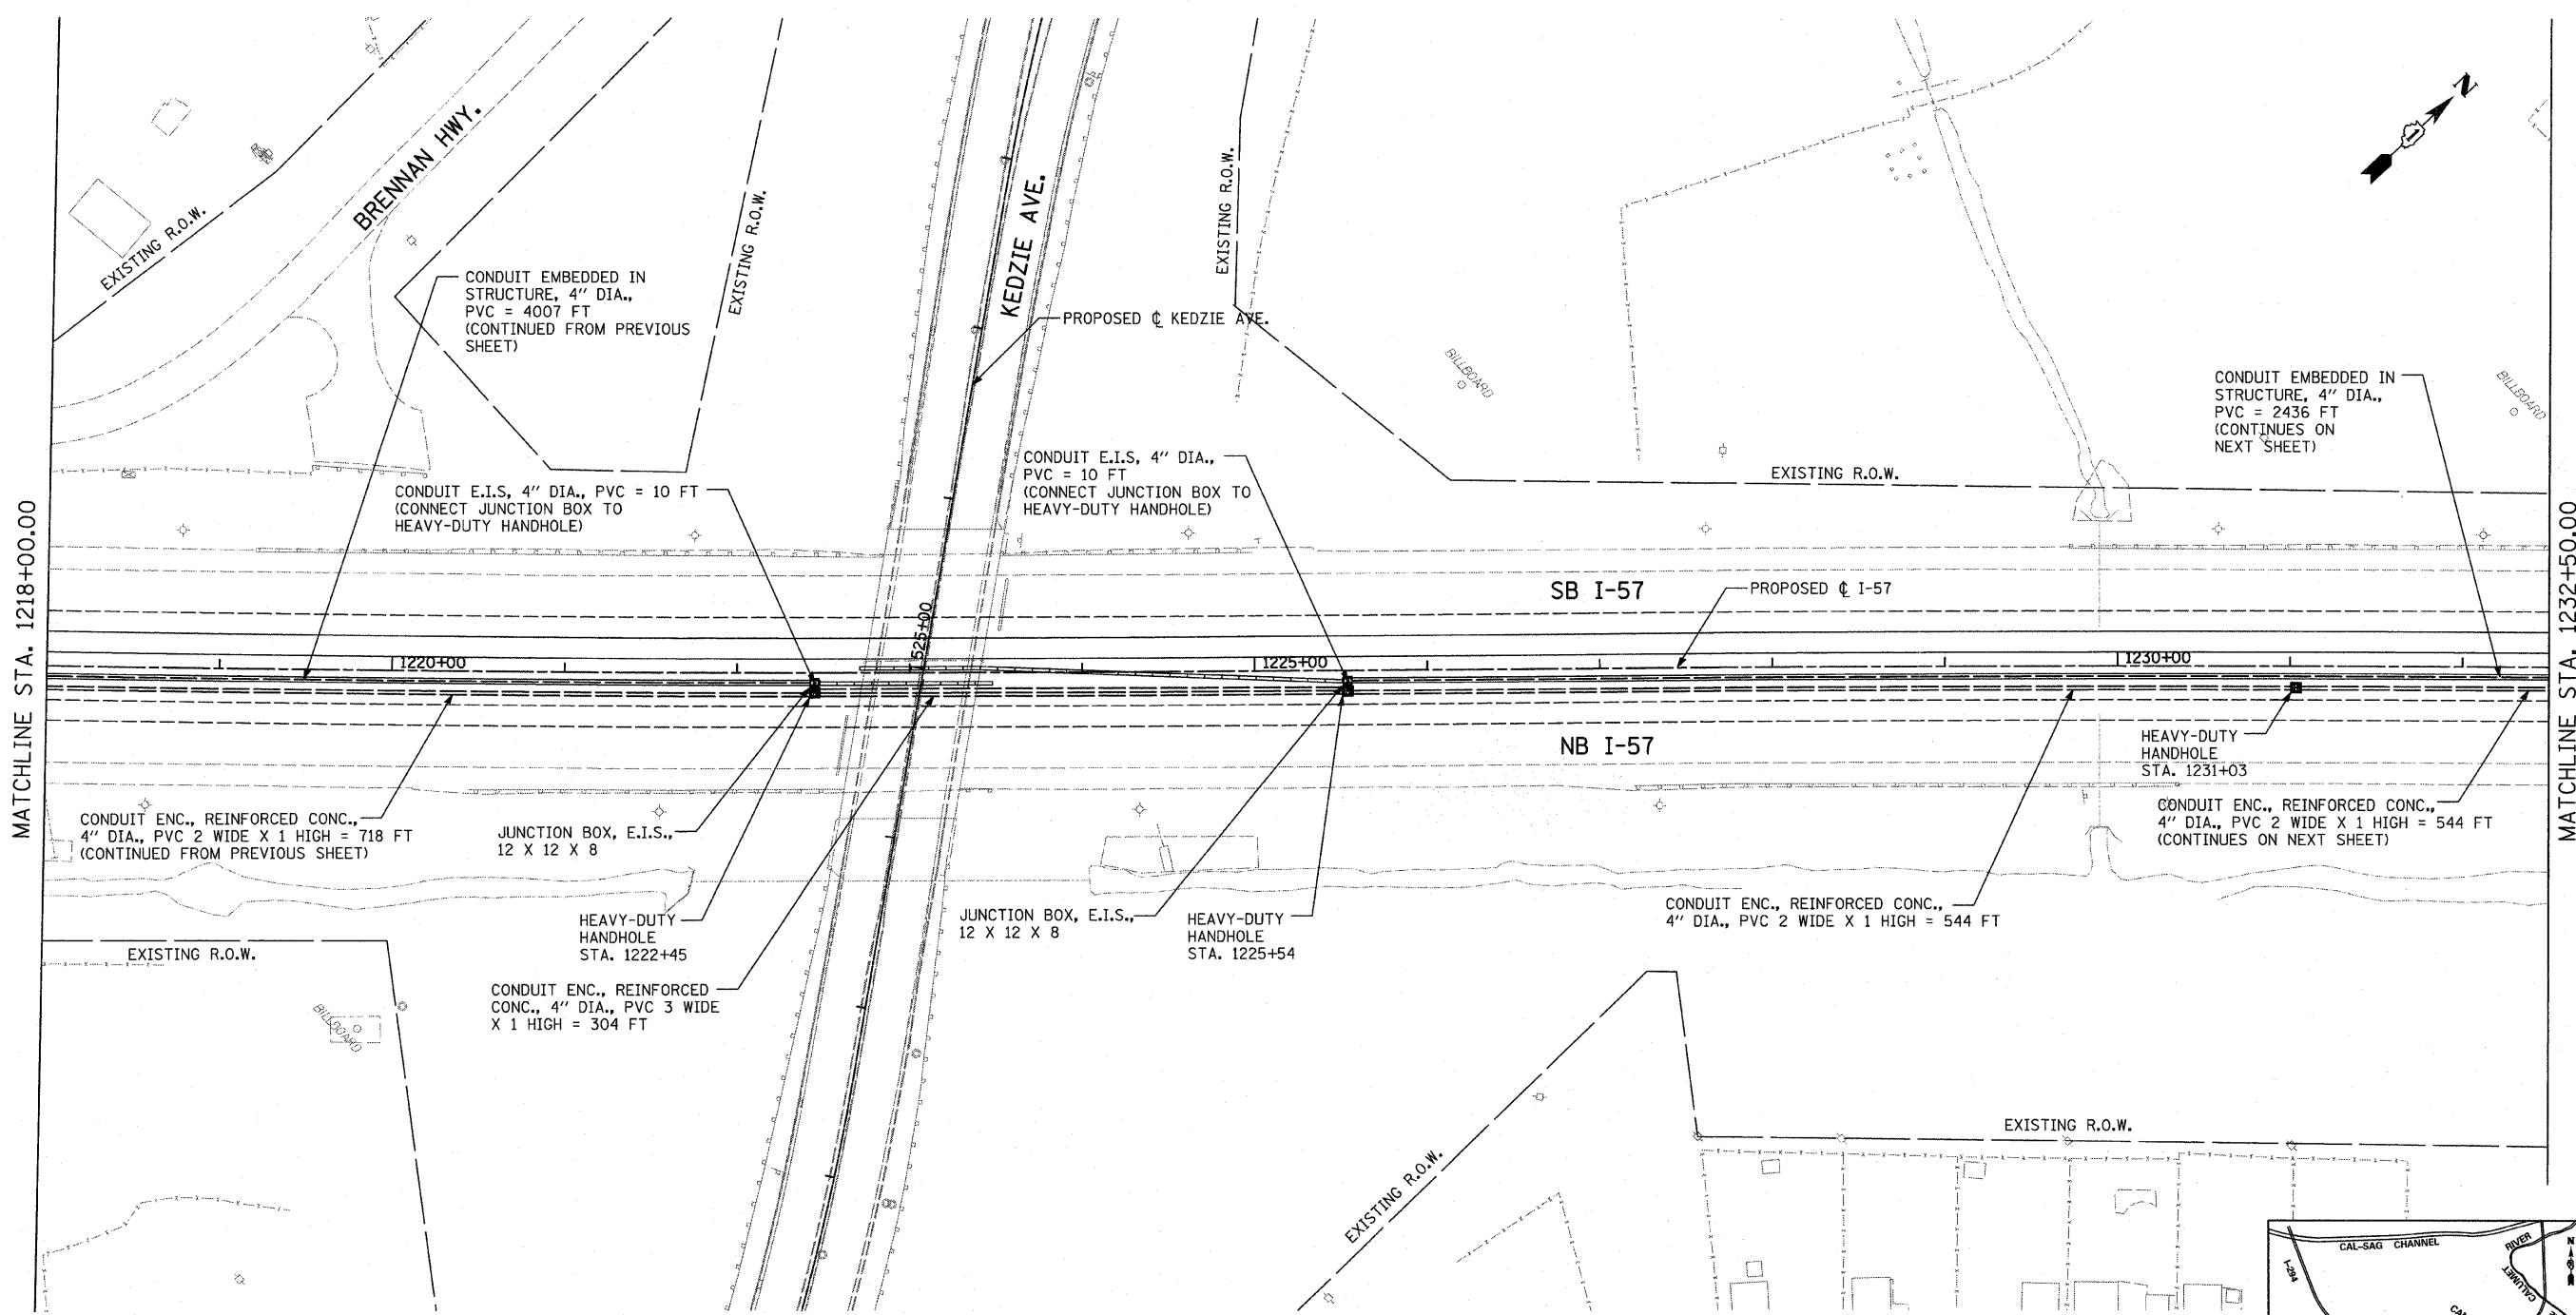 BRENNAN HWY.
EXISTING R.O.W.
EXISTING R.O.W.
KEDZIE AVE.
EXISTING R.O.W.
N
CONDUIT EMBEDDED IN
STRUCTURE, 4" DIA.,
PVC = 4007 FT
(CONTINUED FROM PREVIOUS
SHEET)
PROPOSED ℄ KEDZIE AVE.
BILLBOARD
CONDUIT EMBEDDED IN
STRUCTURE, 4" DIA.,
PVC = 2436 FT
(CONTINUES ON
NEXT SHEET)
BILLBOARD
CONDUIT E.I.S, 4" DIA., PVC = 10 FT
(CONNECT JUNCTION BOX TO
HEAVY-DUTY HANDHOLE)
CONDUIT E.I.S, 4" DIA.,
PVC = 10 FT
(CONNECT JUNCTION BOX TO
HEAVY-DUTY HANDHOLE)
EXISTING R.O.W.
MATCHLINE STA. 1218+00.00
MATCHLINE STA. 1232+50.00
SB I-57
PROPOSED ℄ I-57
525+00
1220+00
1225+00
1230+00
NB I-57
HEAVY-DUTY
HANDHOLE
STA. 1231+03
CONDUIT ENC., REINFORCED CONC.,
4" DIA., PVC 2 WIDE X 1 HIGH = 718 FT
(CONTINUED FROM PREVIOUS SHEET)
JUNCTION BOX, E.I.S.,
12 X 12 X 8
CONDUIT ENC., REINFORCED CONC.,
4" DIA., PVC 2 WIDE X 1 HIGH = 544 FT
(CONTINUES ON NEXT SHEET)
HEAVY-DUTY
HANDHOLE
STA. 1222+45
JUNCTION BOX, E.I.S.,
12 X 12 X 8
HEAVY-DUTY
HANDHOLE
STA. 1225+54
CONDUIT ENC., REINFORCED CONC.,
4" DIA., PVC 2 WIDE X 1 HIGH = 544 FT
EXISTING R.O.W.
CONDUIT ENC., REINFORCED
CONC., 4" DIA., PVC 3 WIDE
X 1 HIGH = 304 FT
BILLBOARD
EXISTING R.O.W.
EXISTING R.O.W.
CAL-SAG CHANNEL
RIVER
CALUMET
I-294
N